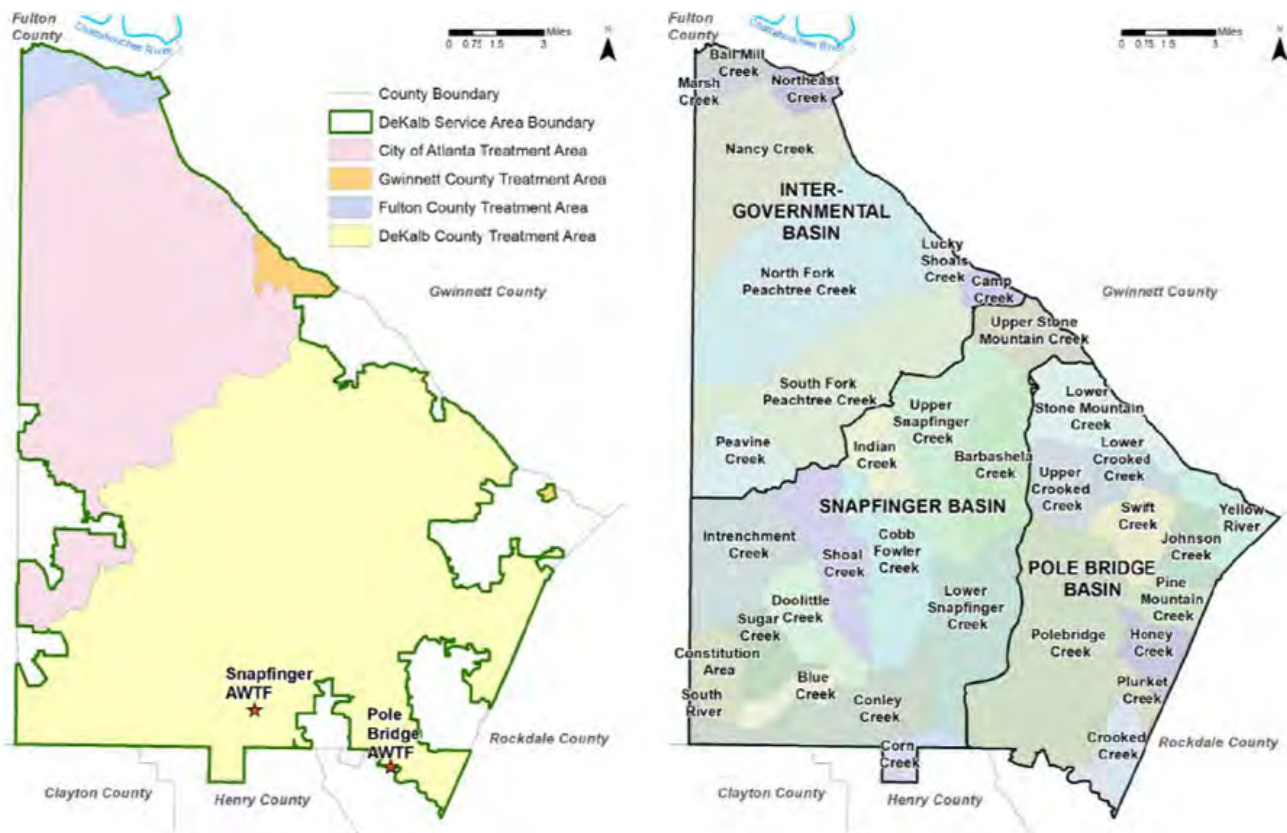 Fulton
County
Chattahoochee River
Miles
0 0.75 1.5 3
N
County Boundary
DeKalb Service Area Boundary
City of Atlanta Treatment Area
Gwinnett County Treatment Area
Fulton County Treatment Area
DeKalb County Treatment Area
Gwinnett County
Snapfinger
AWTF
Pole
Bridge
AWTF
Rockdale County
Clayton County
Henry County
Fulton
County
Chattahoochee River
Miles
0 0.75 1.5 3
N
Ball Mill
Creek
Marsh
Creek
Northeast
Creek
Nancy Creek
INTER-
GOVERNMENTAL
BASIN
Lucky
Shoals
Creek
North Fork
Peachtree Creek
Camp
Creek
Gwinnett County
Upper Stone
Mountain Creek
South Fork
Peachtree Creek
Lower
Stone Mountain
Creek
Upper
Snapfinger
Creek
Peavine
Creek
Indian
Creek
Barbashela
Creek
Lower
Crooked
Creek
Upper
Crooked
Creek
SNAPFINGER BASIN
Swift
Creek
Yellow
River
Intrenchment
Creek
Shoal
Creek
Cobb
Fowler
Creek
Johnson
Creek
POLE BRIDGE
BASIN
Pine
Mountain
Creek
Doolittle
Creek
Sugar
Creek
Lower
Snapfinger
Creek
Polebridge
Creek
Honey
Creek
Constitution
Area
Blue
Creek
Plurket
Creek
South
River
Conley
Creek
Corn
Creek
Crooked
Creek
Rockdale County
Clayton County
Henry County